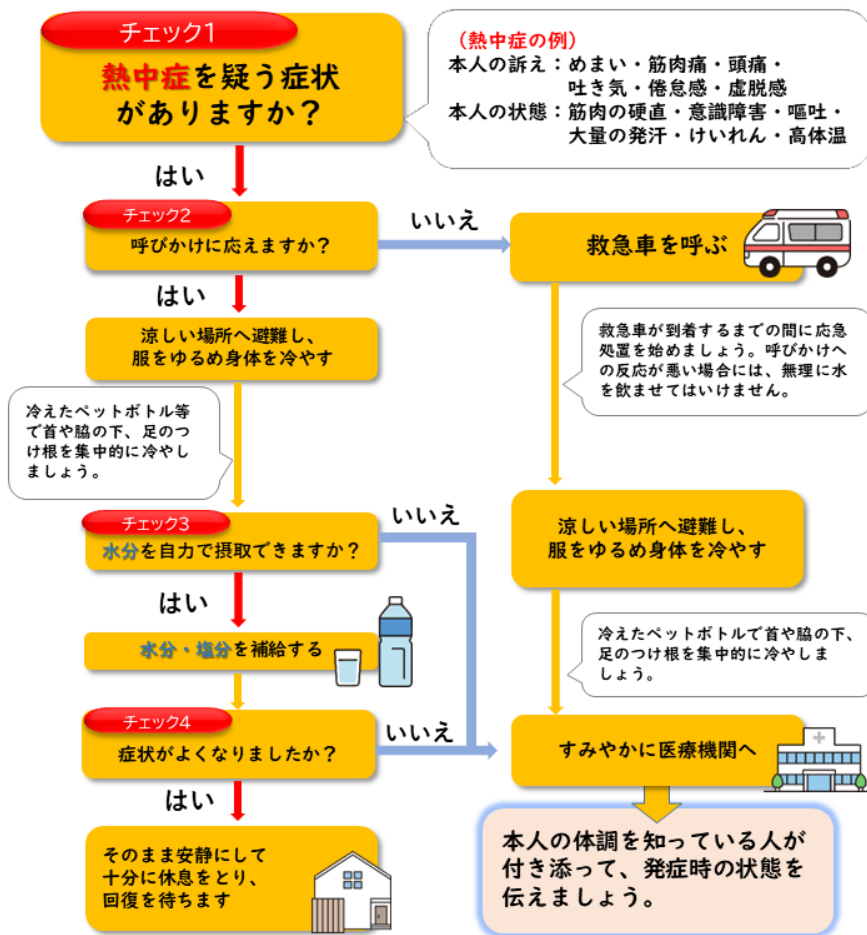 チェック1
熱中症を疑う症状
がありますか？
（熱中症の例）
本人の訴え：めまい・筋肉痛・頭痛・
吐き気・倦怠感・虚脱感
本人の状態：筋肉の硬直・意識障害・嘔吐・
大量の発汗・けいれん・高体温
はい
チェック2
呼びかけに応えますか？
いいえ
救急車を呼ぶ
はい
涼しい場所へ避難し、
服をゆるめ身体を冷やす
救急車が到着するまでの間に応急
処置を始めましょう。呼びかけへ
の反応が悪い場合には、無理に水
を飲ませてはいけません。
冷えたペットボトル等
で首や脇の下、足のつ
け根を集中的に冷やし
ましょう。
チェック3
水分を自力で摂取できますか？
いいえ
涼しい場所へ避難し、
服をゆるめ身体を冷やす
はい
水分・塩分を補給する
冷えたペットボトルで首や脇の下、
足のつけ根を集中的に冷やしま
しょう。
チェック4
症状がよくなりましたか？
いいえ
すみやかに医療機関へ
はい
そのまま安静にして
十分に休息をとり、
回復を待ちます
本人の体調を知っている人が
付き添って、発症時の状態を
伝えましょう。